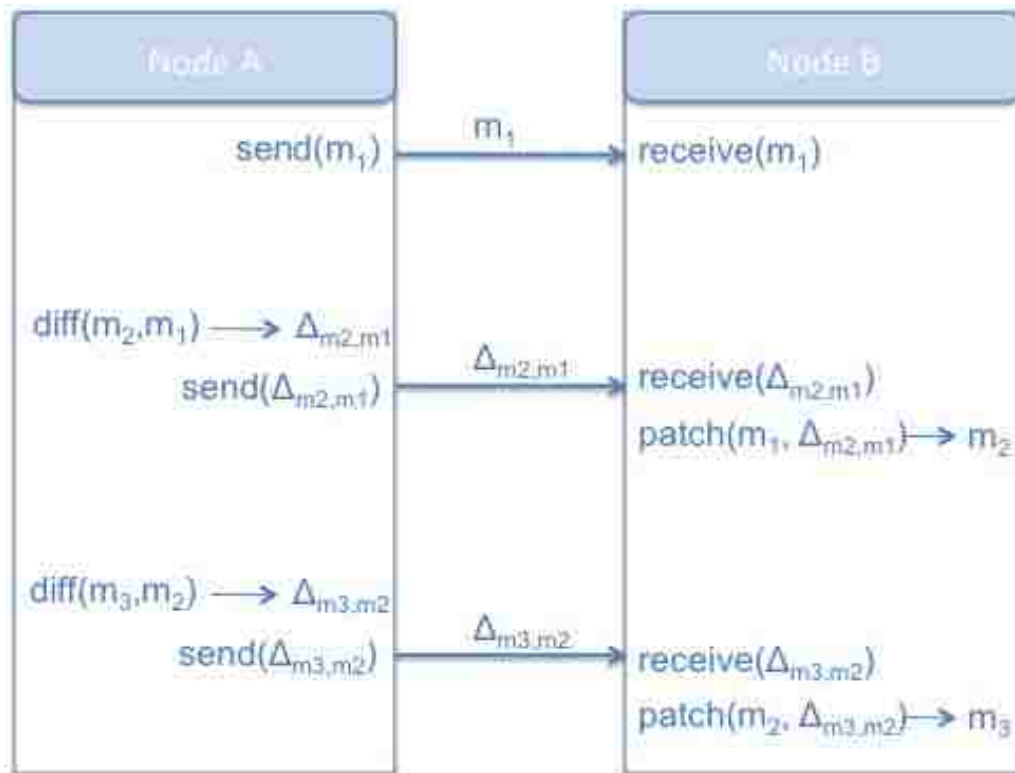 Node A
Node B
send(m₁)
m₁
receive(m₁)
diff(m₂,m₁) → Δm2,m1
send(Δm2,m1)
Δm2,m1
receive(Δm2,m1)
patch(m₁, Δm2,m1) → m₂
diff(m₃,m₂) → Δm3,m2
send(Δm3,m2)
Δm3,m2
receive(Δm3,m2)
patch(m₂, Δm3,m2) → m₃